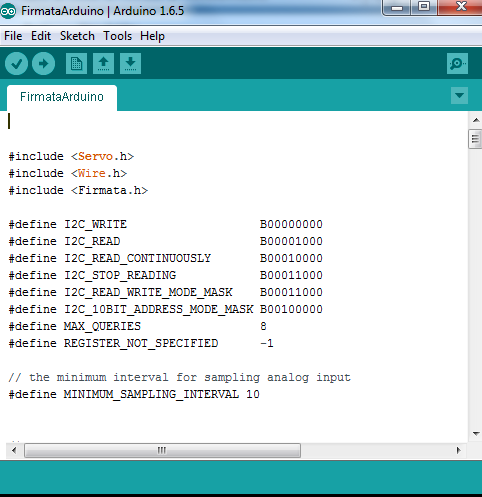 FirmataArduino | Arduino 1.6.5
File Edit Sketch Tools Help
FirmataArduino
#include <Servo.h>
#include <Wire.h>
#include <Firmata.h>
#define I2C_WRITE B00000000
#define I2C_READ B00001000
#define I2C_READ_CONTINUOUSLY B00010000
#define I2C_STOP_READING B00011000
#define I2C_READ_WRITE_MODE_MASK B00011000
#define I2C_10BIT_ADDRESS_MODE_MASK B00100000
#define MAX_QUERIES 8
#define REGISTER_NOT_SPECIFIED -1
// the minimum interval for sampling analog input
#define MINIMUM_SAMPLING_INTERVAL 10